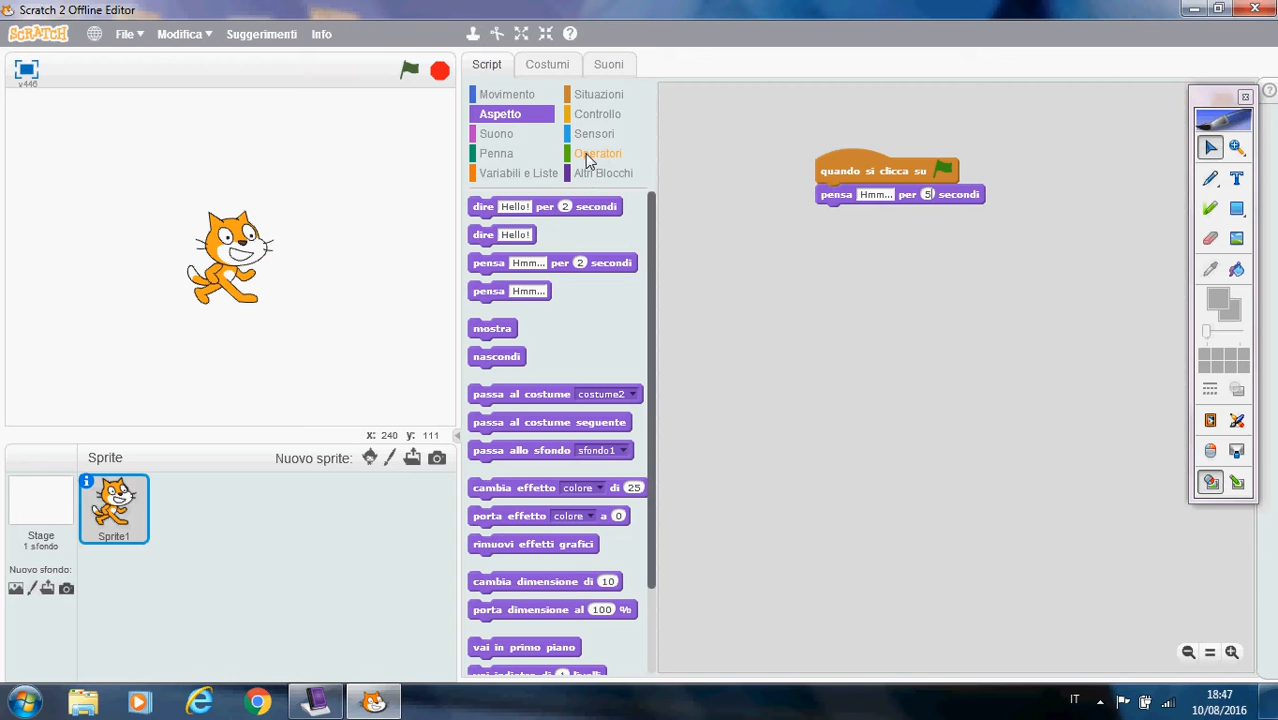 Scratch 2 Offline Editor
SCRATCH File Modifica Suggerimenti Info
v446
Script Costumi Suoni
Movimento Situazioni
Aspetto Controllo
Suono Sensori
Penna Operatori
Variabili e Liste Altri Blocchi
dire Hello! per 2 secondi
dire Hello!
pensa Hmm... per 2 secondi
pensa Hmm...
mostra
nascondi
passa al costume costume2
passa al costume seguente
passa allo sfondo sfondo1
cambia effetto colore di 25
porta effetto colore a 0
rimuovi effetti grafici
cambia dimensione di 10
porta dimensione al 100 %
vai in primo piano
vai indietro di 1 livelli
quando si clicca su
pensa Hmm... per 5 secondi
x: 240 y: 111
Sprite Nuovo sprite:
Stage
1 sfondo
Sprite1
Nuovo sfondo:
IT
18:47
10/08/2016